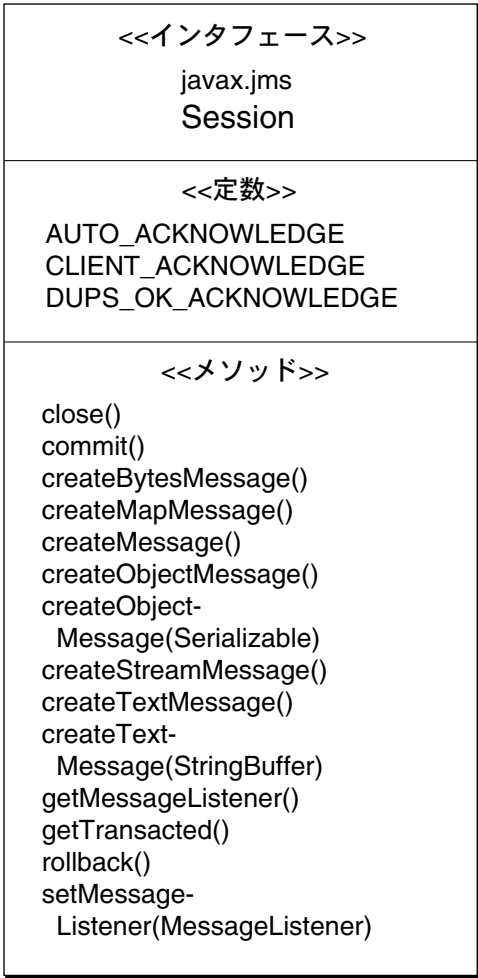 <<インタフェース>>
javax.jms
Session
<<定数>>
AUTO_ACKNOWLEDGE
CLIENT_ACKNOWLEDGE
DUPS_OK_ACKNOWLEDGE
<<メソッド>>
close()
commit()
createBytesMessage()
createMapMessage()
createMessage()
createObjectMessage()
createObject-
Message(Serializable)
createStreamMessage()
createTextMessage()
createText-
Message(StringBuffer)
getMessageListener()
getTransacted()
rollback()
setMessage-
Listener(MessageListener)